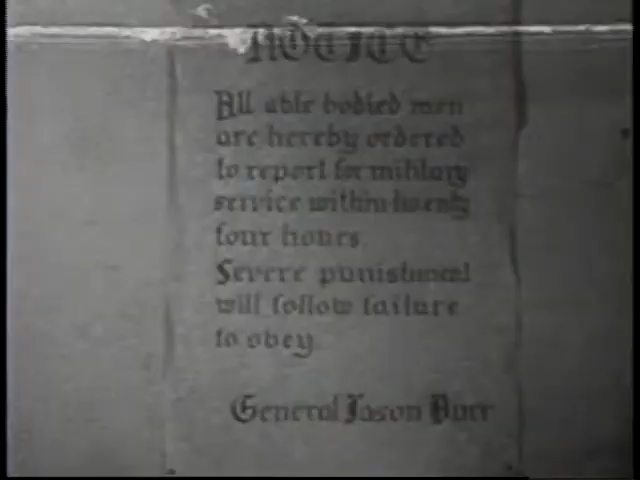 NOTICE
All able bodied men
are hereby ordered
to report for military
service within twenty
four hours
Severe punishment
will follow failure
to obey.
General Jason Burr